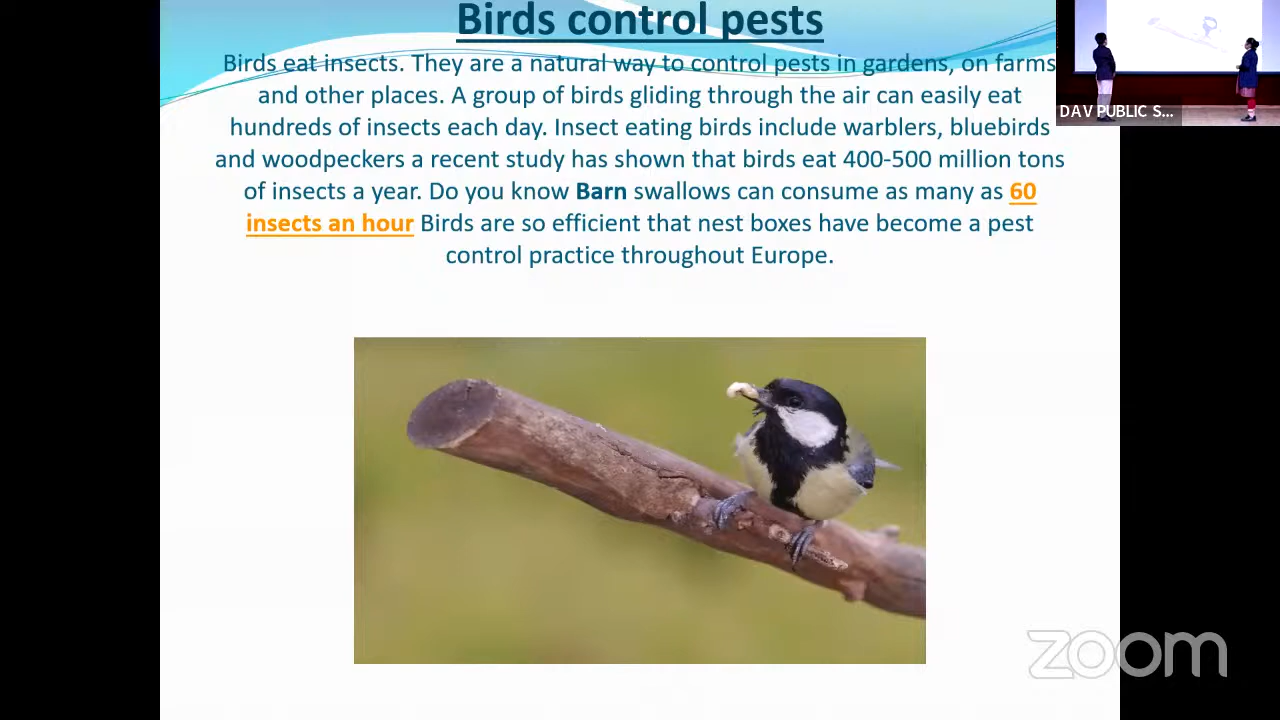 Birds control pests
Birds eat insects. They are a natural way to control pests in gardens, on farms
and other places. A group of birds gliding through the air can easily eat
hundreds of insects each day. Insect eating birds include warblers, bluebirds
and woodpeckers a recent study has shown that birds eat 400-500 million tons
of insects a year. Do you know Barn swallows can consume as many as 60
insects an hour Birds are so efficient that nest boxes have become a pest
control practice throughout Europe.
DAV PUBLIC S...
zoom